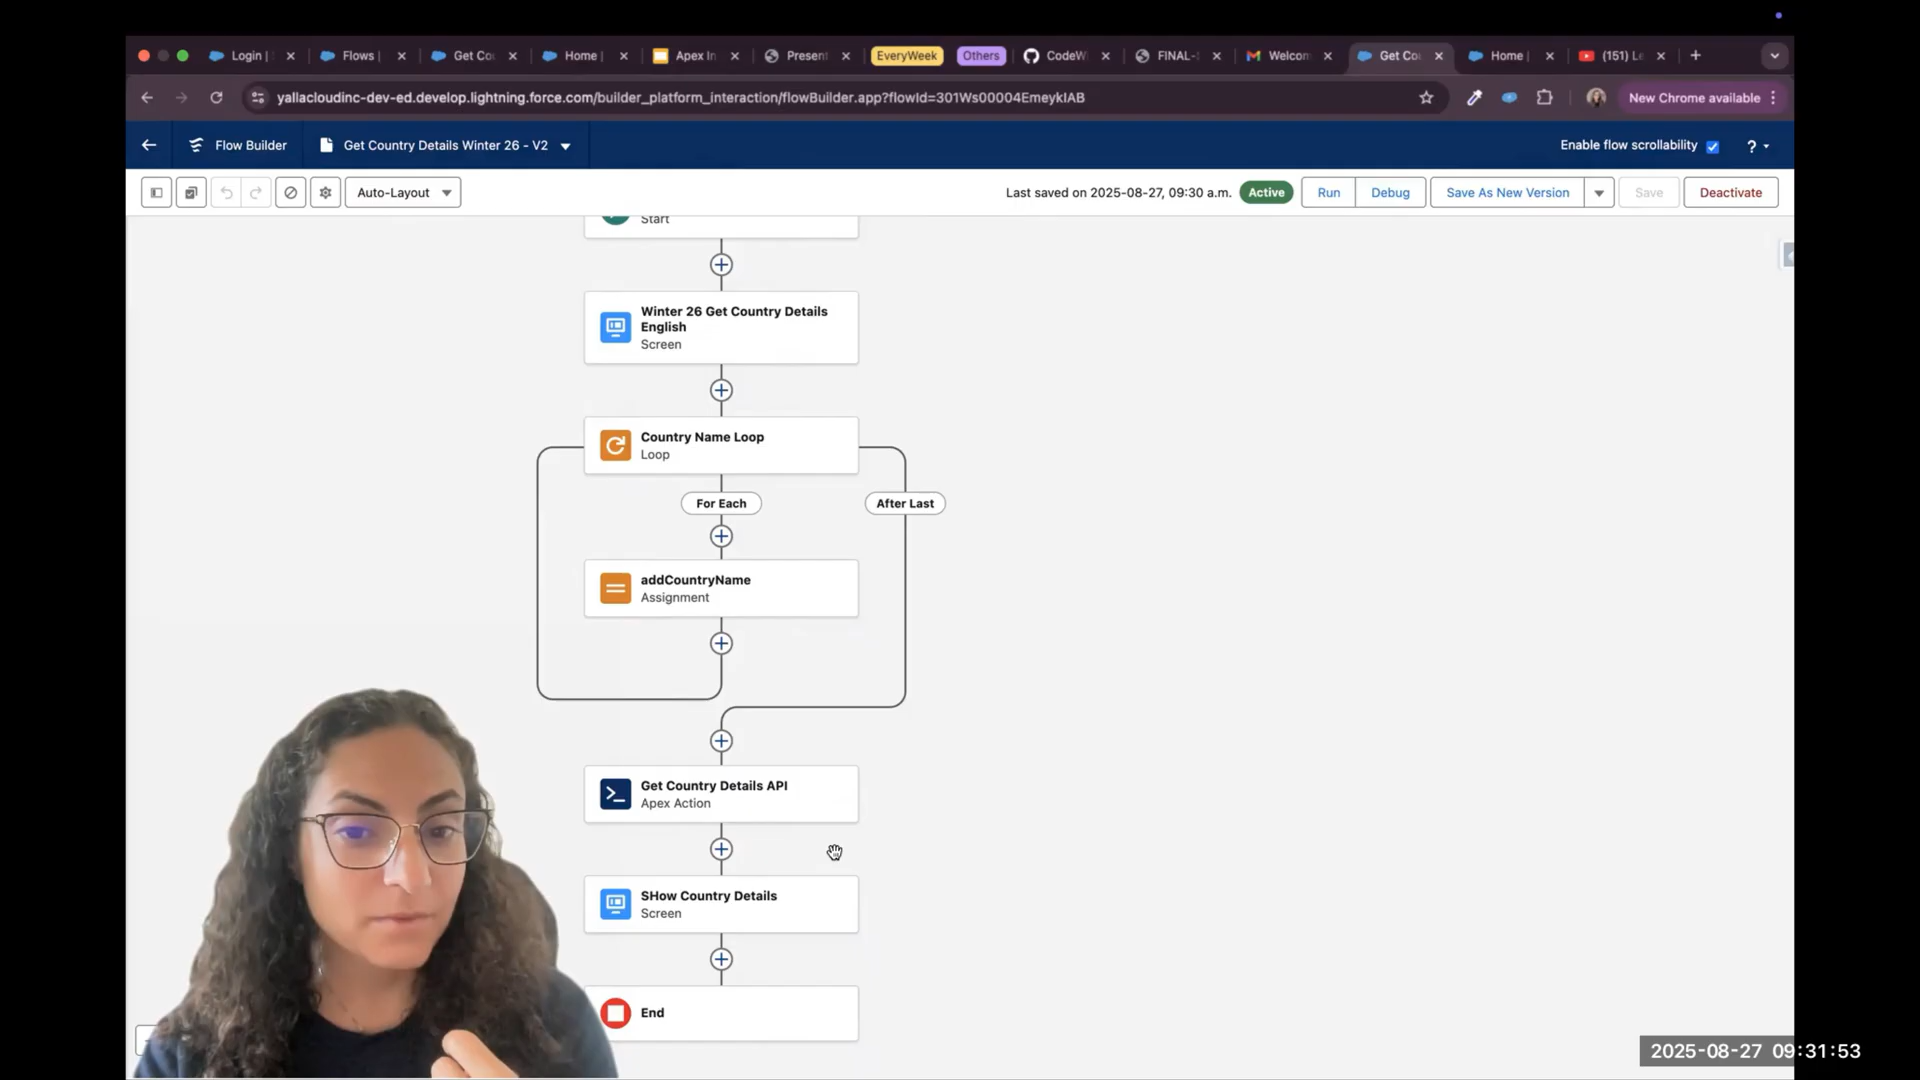 Login |
Flows |
Get Co
Home |
Apex In
Present
EveryWeek
Others
CodeW
FINAL-
Welcom
Get Co
Home |
(151) Le
yallacloudinc-dev-ed.develop.lightning.force.com/builder_platform_interaction/flowBuilder.app?flowId=301Ws00004EmeykIAB
New Chrome available
Flow Builder
Get Country Details Winter 26 - V2
Enable flow scrollability
?
Auto-Layout
Last saved on 2025-08-27, 09:30 a.m.
Active
Run
Debug
Save As New Version
Save
Deactivate
Start
Winter 26 Get Country Details
English
Screen
Country Name Loop
Loop
For Each
After Last
addCountryName
Assignment
Get Country Details API
Apex Action
SHow Country Details
Screen
End
2025-08-27 09:31:53